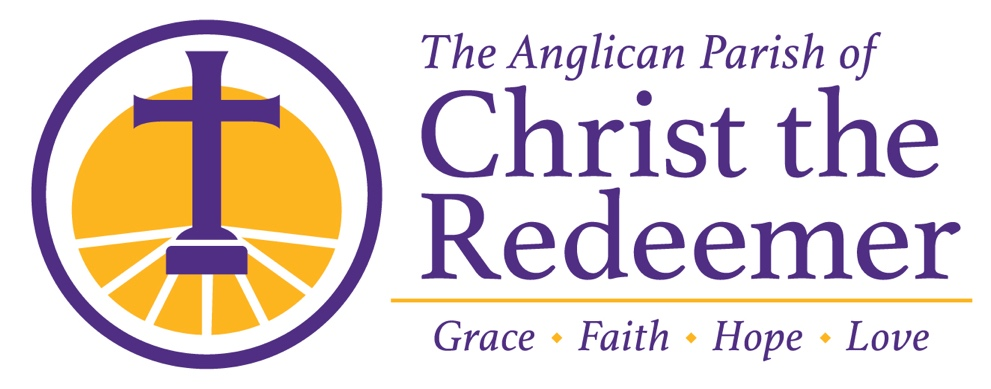 The Anglican Parish of
Christ the
Redeemer
Grace ⬥ Faith ⬥ Hope ⬥ Love